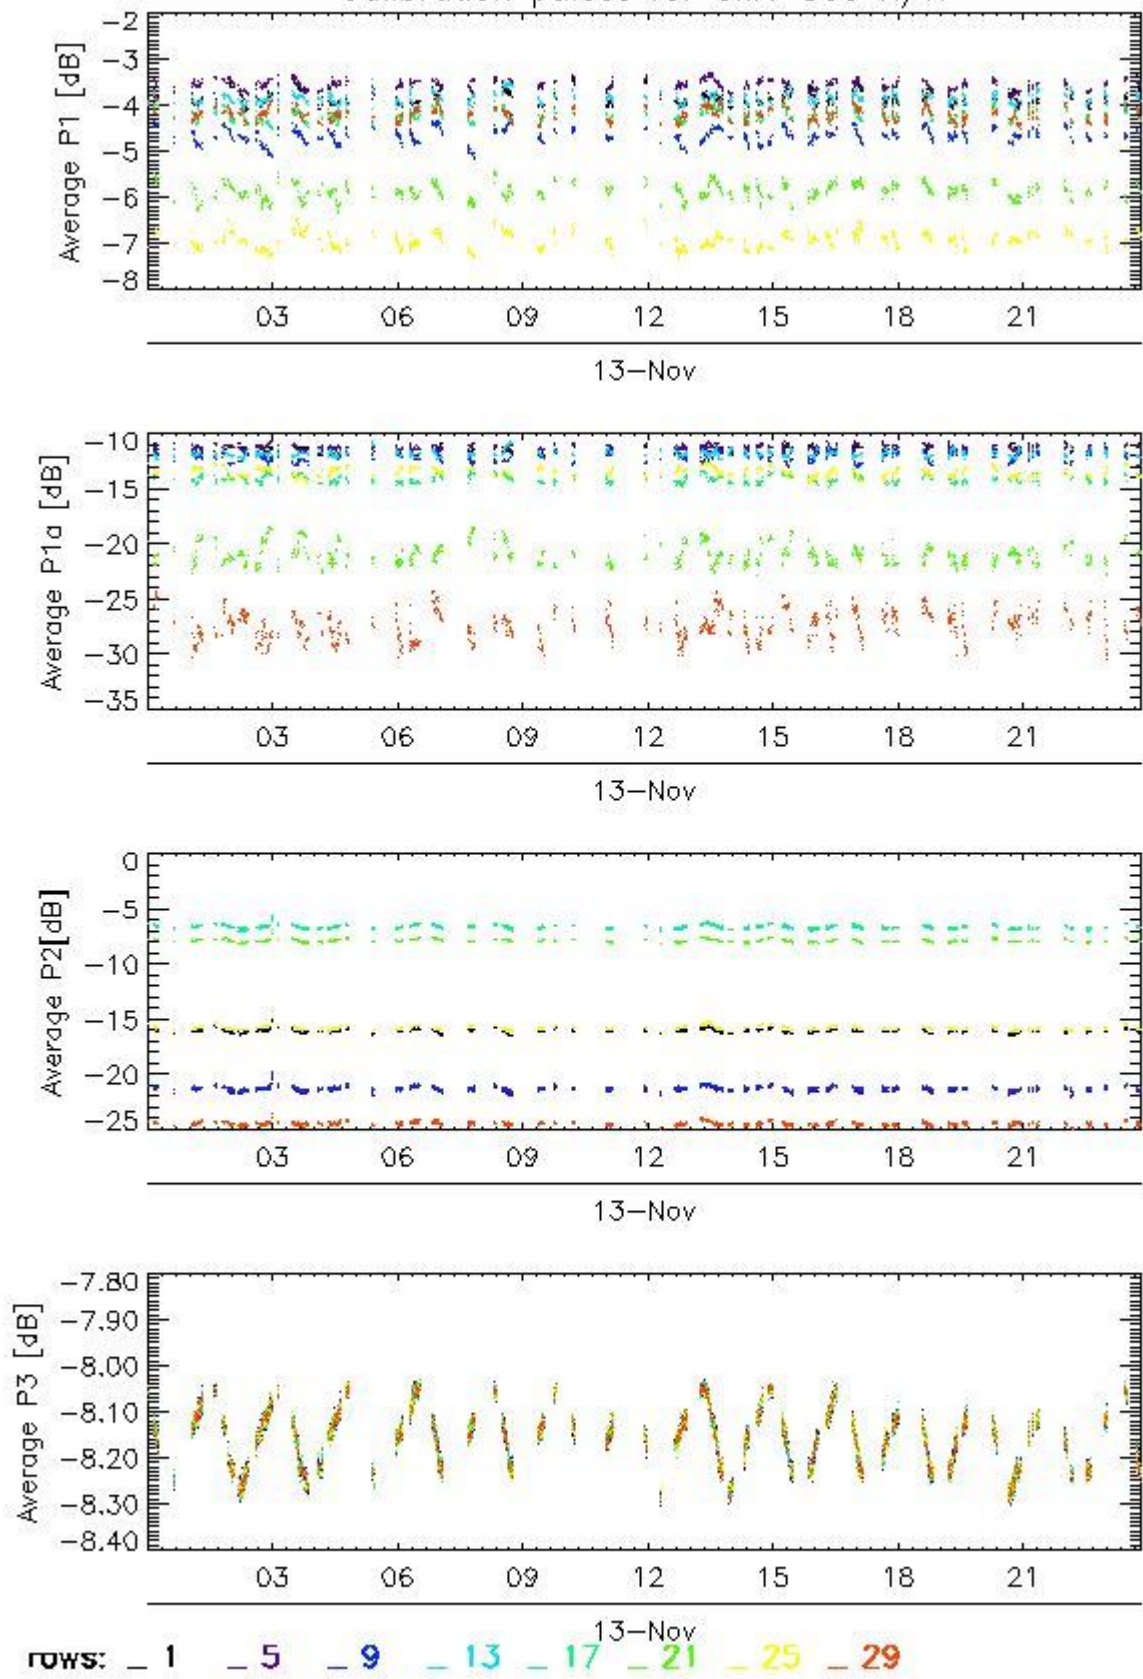 Average P1 [dB]
−2
−3
−4
−5
−6
−7
−8
03 06 09 12 15 18 21
13−Nov
Average P1a [dB]
−10
−15
−20
−25
−30
−35
03 06 09 12 15 18 21
13−Nov
Average P2[dB]
0
−5
−10
−15
−20
−25
03 06 09 12 15 18 21
13−Nov
Average P3 [dB]
−7.80
−7.90
−8.00
−8.10
−8.20
−8.30
−8.40
03 06 09 12 15 18 21
13−Nov
rows: _ 1 _ 5 _ 9 _ 13 _ 17 _ 21 _ 25 _ 29